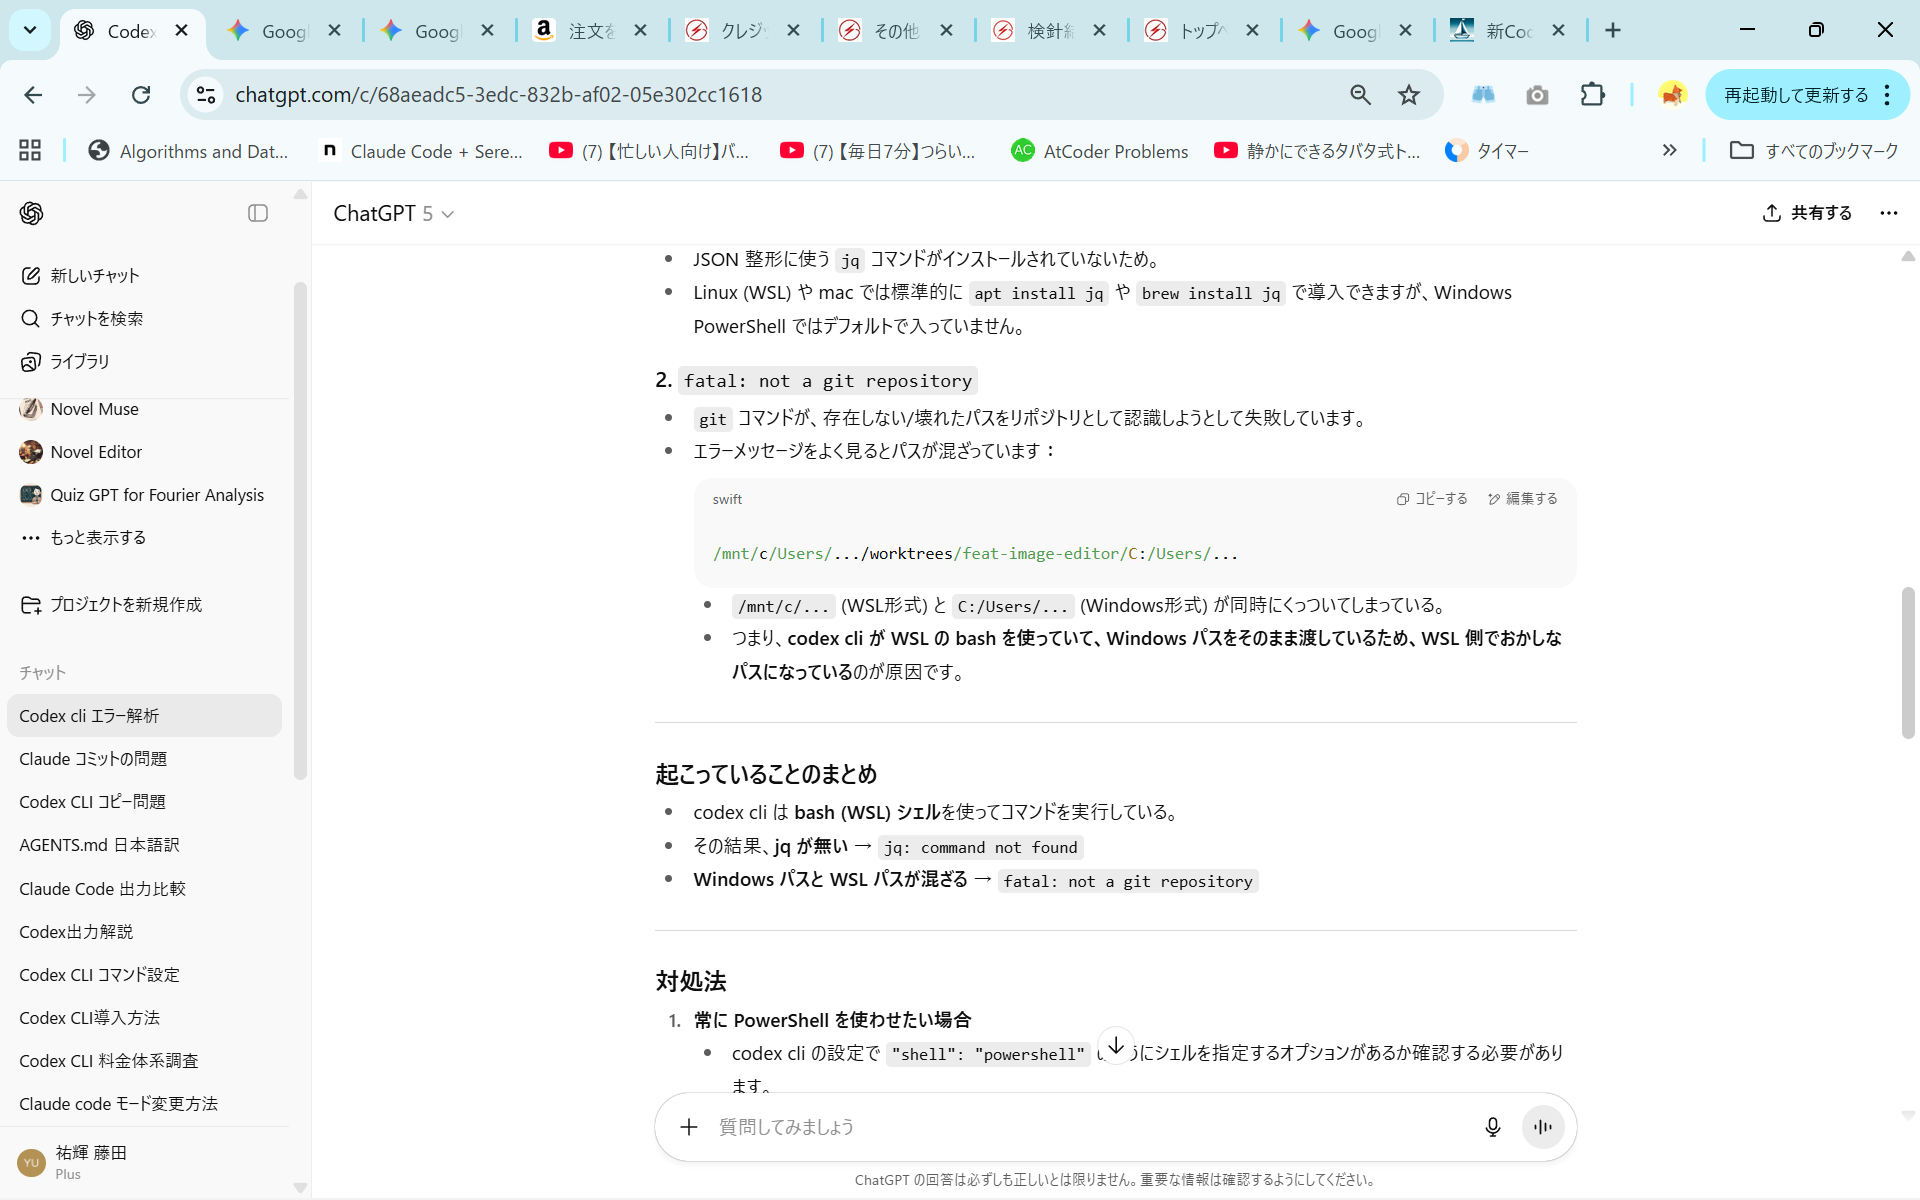 Codex
Googl
Googl
注文を
クレジ
その他
検針結
トップペ
Googl
新Coc
chatgpt.com/c/68aeadc5-3edc-832b-af02-05e302cc1618
再起動して更新する
Algorithms and Dat...
Claude Code + Sere...
(7) 【忙しい人向け】バ...
(7) 【毎日7分】つらい...
AC AtCoder Problems
静かにできるタバタ式ト...
タイマー
すべてのブックマーク
ChatGPT 5
共有する
新しいチャット
チャットを検索
ライブラリ
Novel Muse
Novel Editor
Quiz GPT for Fourier Analysis
もっと表示する
プロジェクトを新規作成
チャット
Codex cli エラー解析
Claude コミットの問題
Codex CLI コピー問題
AGENTS.md 日本語訳
Claude Code 出力比較
Codex出力解説
Codex CLI コマンド設定
Codex CLI導入方法
Codex CLI 料金体系調査
Claude code モード変更方法
YU
祐輝 藤田
Plus
JSON 整形に使う jq コマンドがインストールされていないため。
Linux (WSL) や mac では標準的に apt install jq や brew install jq で導入できますが、Windows
PowerShell ではデフォルトで入っていません。
2. fatal: not a git repository
git コマンドが、存在しない/壊れたパスをリポジトリとして認識しようとして失敗しています。
エラーメッセージをよく見るとパスが混ざっています：
swift
コピーする
編集する
/mnt/c/Users/.../worktrees/feat-image-editor/C:/Users/...
/mnt/c/... (WSL形式) と C:/Users/... (Windows形式) が同時にくっついてしまっている。
つまり、codex cli が WSL の bash を使っていて、Windows パスをそのまま渡しているため、WSL 側でおかしな
パスになっているのが原因です。
起こっていることのまとめ
codex cli は bash (WSL) シェルを使ってコマンドを実行している。
その結果、jq が無い → jq: command not found
Windows パスと WSL パスが混ざる → fatal: not a git repository
対処法
1. 常に PowerShell を使わせたい場合
codex cli の設定で "shell": "powershell" うにシェルを指定するオプションがあるか確認する必要があり
ます。
質問してみましょう
ChatGPT の回答は必ずしも正しいとは限りません。重要な情報は確認するようにしてください。